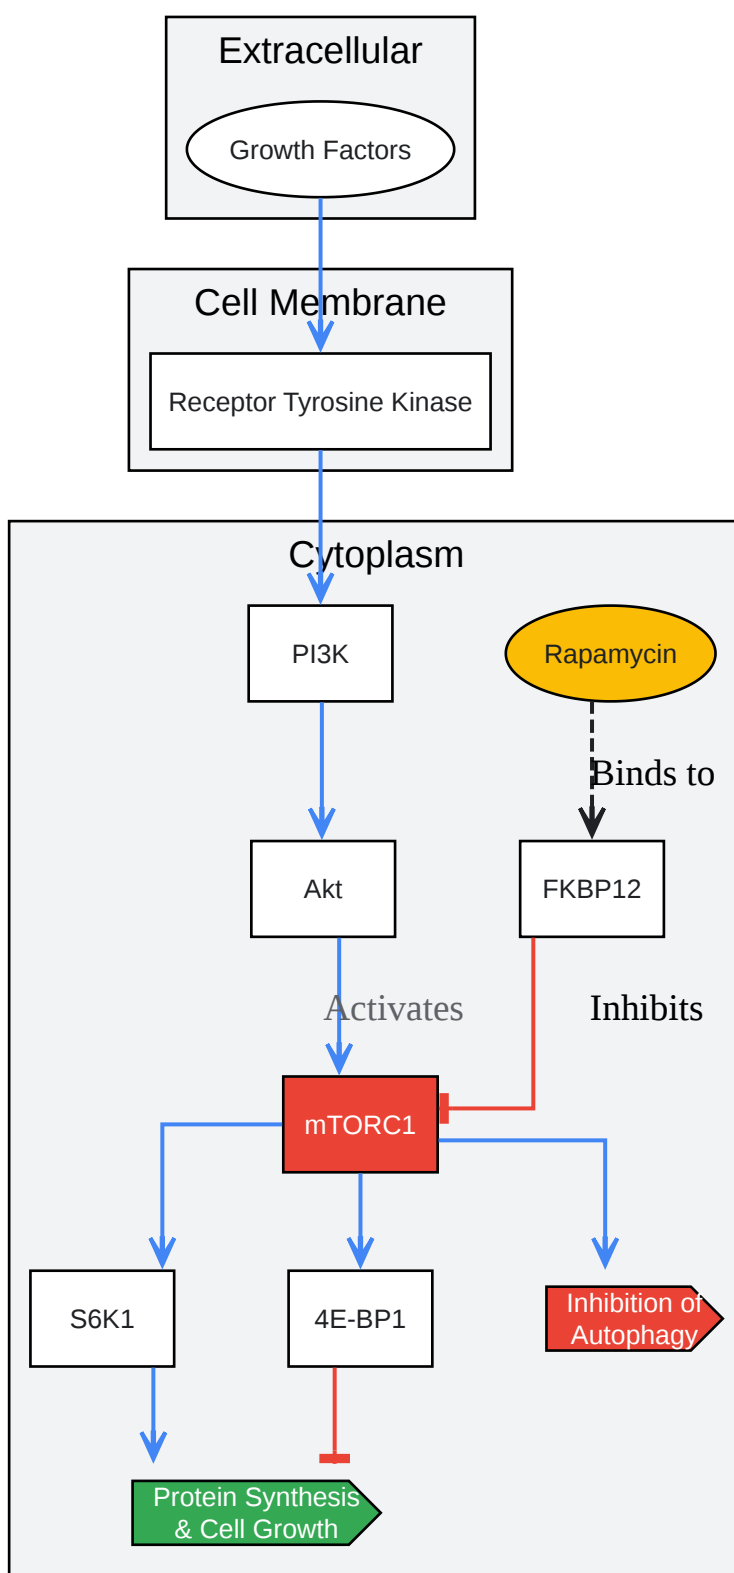 Extracellular
Growth Factors
Cell Membrane
Receptor Tyrosine Kinase
Cytoplasm
PI3K
Rapamycin
Binds to
Akt
FKBP12
Activates
Inhibits
mTORC1
S6K1
4E-BP1
Inhibition of
Autophagy
Protein Synthesis
& Cell Growth